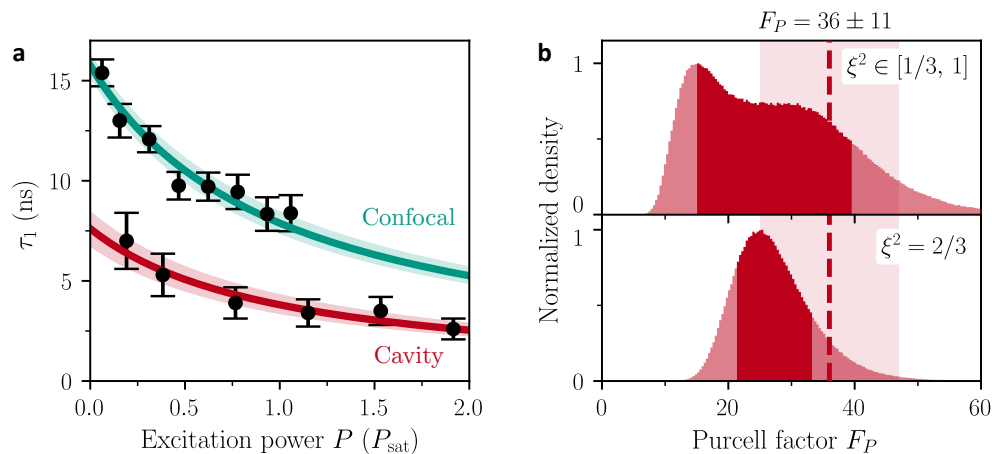 a
15
10
5
0
τ₁ (ns)
Confocal
Cavity
0.0 0.5 1.0 1.5 2.0
Excitation power P (P_sat)
b
F_P = 36 ± 11
ξ² ∈ [1/3, 1]
1
0
ξ² = 2/3
1
0
Normalized density
0 20 40 60
Purcell factor F_P